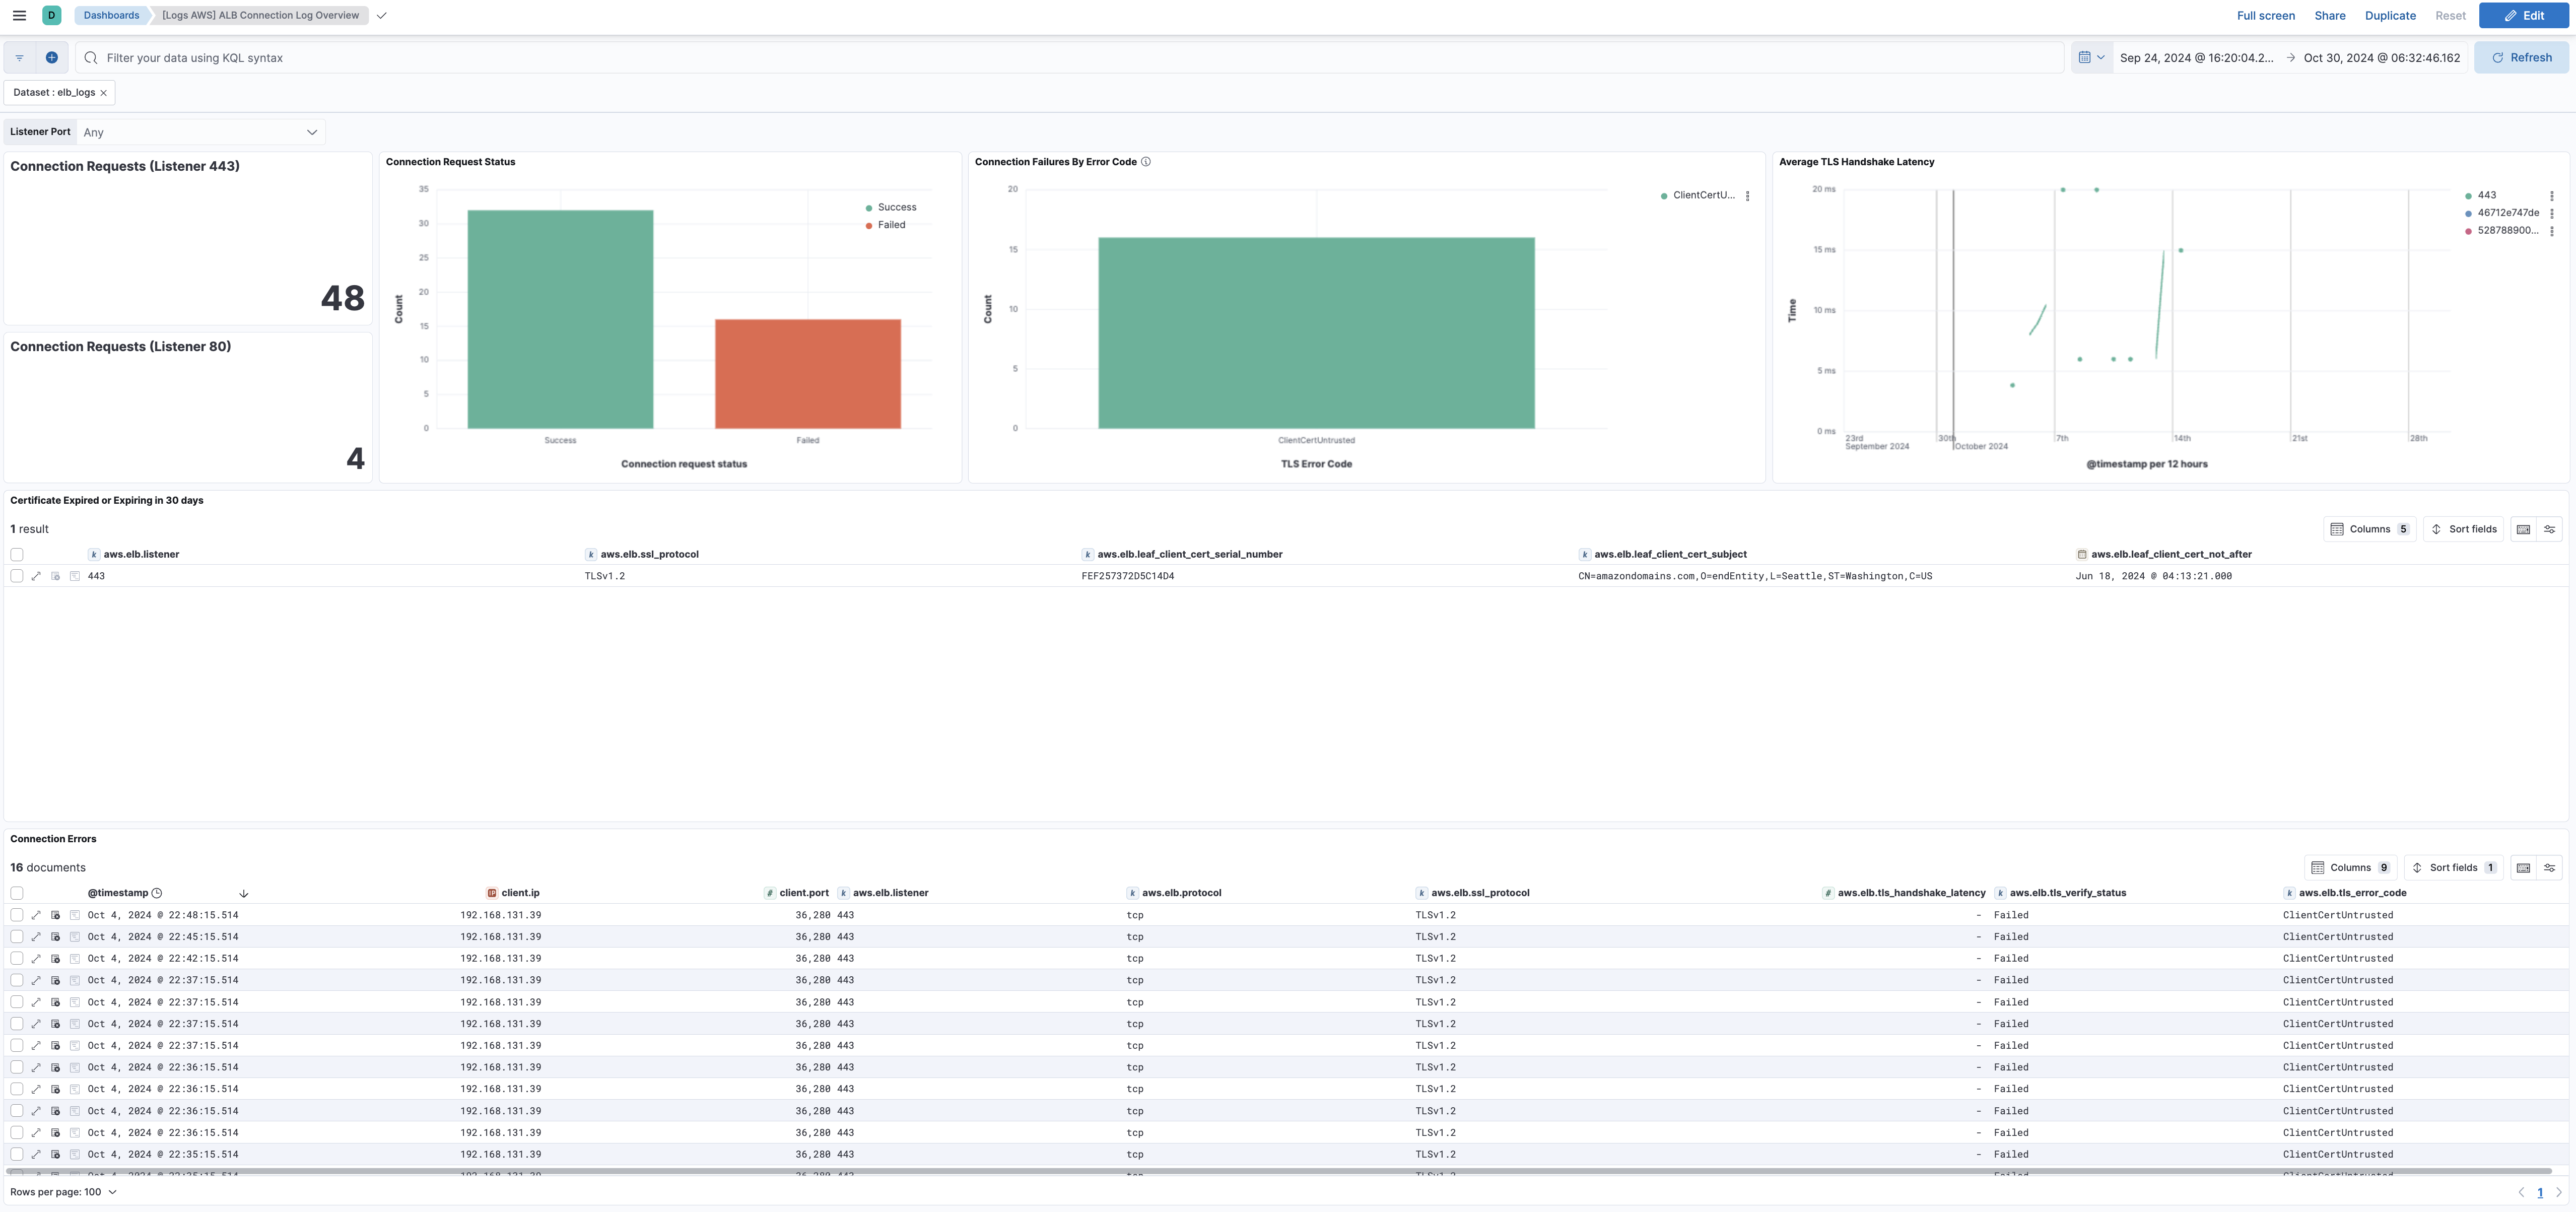 D Dashboards [Logs AWS] ALB Connection Log Overview Full screen Share Duplicate Reset Edit
Filter your data using KQL syntax Sep 24, 2024 @ 16:20:04.2... → Oct 30, 2024 @ 06:32:46.162 Refresh
Dataset : elb_logs ×
Listener Port Any
Connection Requests (Listener 443)
48
Connection Requests (Listener 80)
4
Connection Request Status
35
30
25
20
15
10
5
0
Count
Success
Failed
Success Failed
Connection request status
Connection Failures By Error Code
20
15
10
5
0
Count
ClientCertU...
ClientCertUntrusted
TLS Error Code
Average TLS Handshake Latency
20 ms
15 ms
10 ms
5 ms
0 ms
Time
443
46712e747de
528788900...
23rd 30th 7th 14th 21st 28th
September 2024 October 2024
@timestamp per 12 hours
Certificate Expired or Expiring in 30 days
1 result Columns 5 Sort fields
k aws.elb.listener k aws.elb.ssl_protocol k aws.elb.leaf_client_cert_serial_number k aws.elb.leaf_client_cert_subject aws.elb.leaf_client_cert_not_after
443 TLSv1.2 FEF257372D5C14D4 CN=amazondomains.com,O=endEntity,L=Seattle,ST=Washington,C=US Jun 18, 2024 @ 04:13:21.000
Connection Errors
16 documents Columns 9 Sort fields 1
@timestamp IP client.ip # client.port k aws.elb.listener k aws.elb.protocol k aws.elb.ssl_protocol # aws.elb.tls_handshake_latency k aws.elb.tls_verify_status k aws.elb.tls_error_code
Oct 4, 2024 @ 22:48:15.514 192.168.131.39 36,280 443 tcp TLSv1.2 - Failed ClientCertUntrusted
Oct 4, 2024 @ 22:45:15.514 192.168.131.39 36,280 443 tcp TLSv1.2 - Failed ClientCertUntrusted
Oct 4, 2024 @ 22:42:15.514 192.168.131.39 36,280 443 tcp TLSv1.2 - Failed ClientCertUntrusted
Oct 4, 2024 @ 22:37:15.514 192.168.131.39 36,280 443 tcp TLSv1.2 - Failed ClientCertUntrusted
Oct 4, 2024 @ 22:37:15.514 192.168.131.39 36,280 443 tcp TLSv1.2 - Failed ClientCertUntrusted
Oct 4, 2024 @ 22:37:15.514 192.168.131.39 36,280 443 tcp TLSv1.2 - Failed ClientCertUntrusted
Oct 4, 2024 @ 22:37:15.514 192.168.131.39 36,280 443 tcp TLSv1.2 - Failed ClientCertUntrusted
Oct 4, 2024 @ 22:36:15.514 192.168.131.39 36,280 443 tcp TLSv1.2 - Failed ClientCertUntrusted
Oct 4, 2024 @ 22:36:15.514 192.168.131.39 36,280 443 tcp TLSv1.2 - Failed ClientCertUntrusted
Oct 4, 2024 @ 22:36:15.514 192.168.131.39 36,280 443 tcp TLSv1.2 - Failed ClientCertUntrusted
Oct 4, 2024 @ 22:36:15.514 192.168.131.39 36,280 443 tcp TLSv1.2 - Failed ClientCertUntrusted
Oct 4, 2024 @ 22:35:15.514 192.168.131.39 36,280 443 tcp TLSv1.2 - Failed ClientCertUntrusted
Rows per page: 100 1